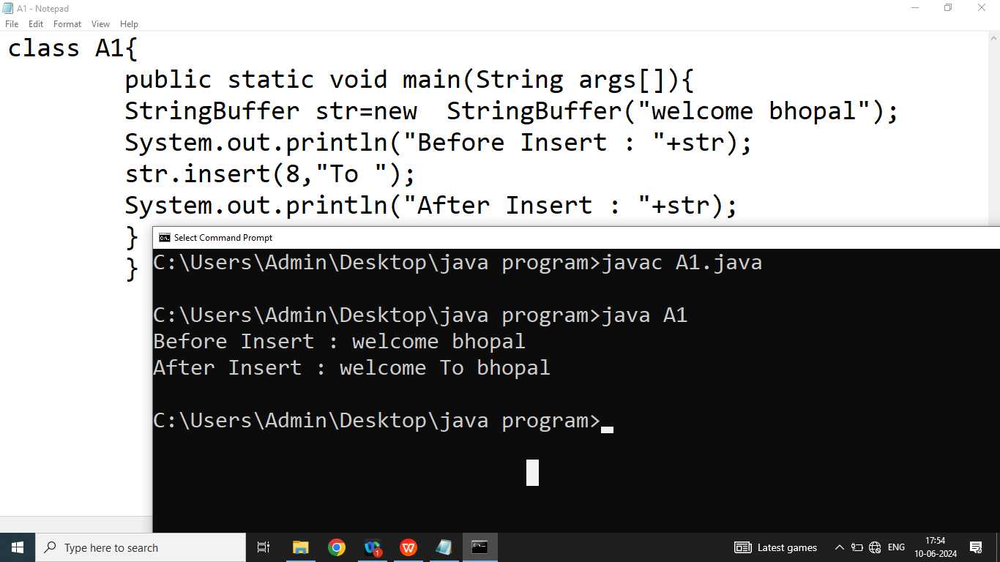 A1 - Notepad
File Edit Format View Help
class A1{
public static void main(String args[]){
StringBuffer str=new  StringBuffer("welcome bhopal");
System.out.println("Before Insert : "+str);
str.insert(8,"To ");
System.out.println("After Insert : "+str);
}
}
Select Command Prompt
C:\Users\Admin\Desktop\java program>javac A1.java
C:\Users\Admin\Desktop\java program>java A1
Before Insert : welcome bhopal
After Insert : welcome To bhopal
C:\Users\Admin\Desktop\java program>
Type here to search
Latest games
ENG
17:54
10-06-2024